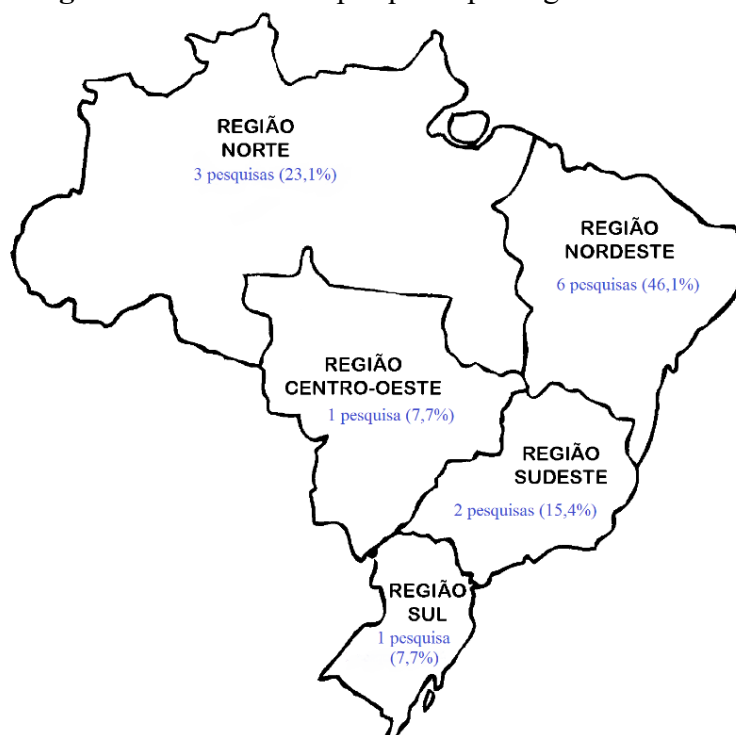 REGIÃO
NORTE
3 pesquisas (23,1%)
REGIÃO
NORDESTE
6 pesquisas (46,1%)
REGIÃO
CENTRO-OESTE
1 pesquisa (7,7%)
REGIÃO
SUDESTE
2 pesquisas (15,4%)
REGIÃO
SUL
1 pesquisa
(7,7%)